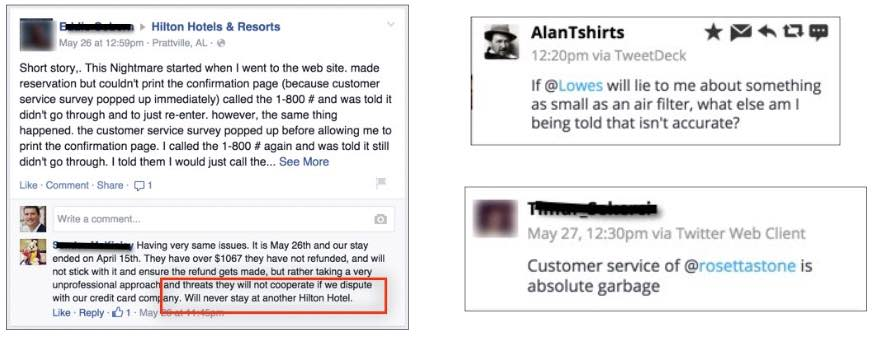 Hilton Hotels & Resorts
May 26 at 12:59pm · Prattville, AL ·
Short story,. This Nightmare started when I went to the web site. made
reservation but couldn't print the confirmation page (because customer
service survey popped up immediately) called the 1-800 # and was told it
didn't go through and to just re-enter. however, the same thing
happened. the customer service survey popped up before allowing me to
print the confirmation page. I called the 1-800 # again and was told it still
didn't go through. I told them I would just call the... See More
Like · Comment · Share · 1
Write a comment...
Having very same issues. It is May 26th and our stay
ended on April 15th. They have over $1067 they have not refunded, and will
not stick with it and ensure the refund gets made, but rather taking a very
unprofessional approach and threats they will not cooperate if we dispute
with our credit card company. Will never stay at another Hilton Hotel.
Like · Reply · 1 · May 26 at 11:45pm
AlanTshirts
12:20pm via TweetDeck
If @Lowes will lie to me about something
as small as an air filter, what else am I
being told that isn't accurate?
May 27, 12:30pm via Twitter Web Client
Customer service of @rosettastone is
absolute garbage